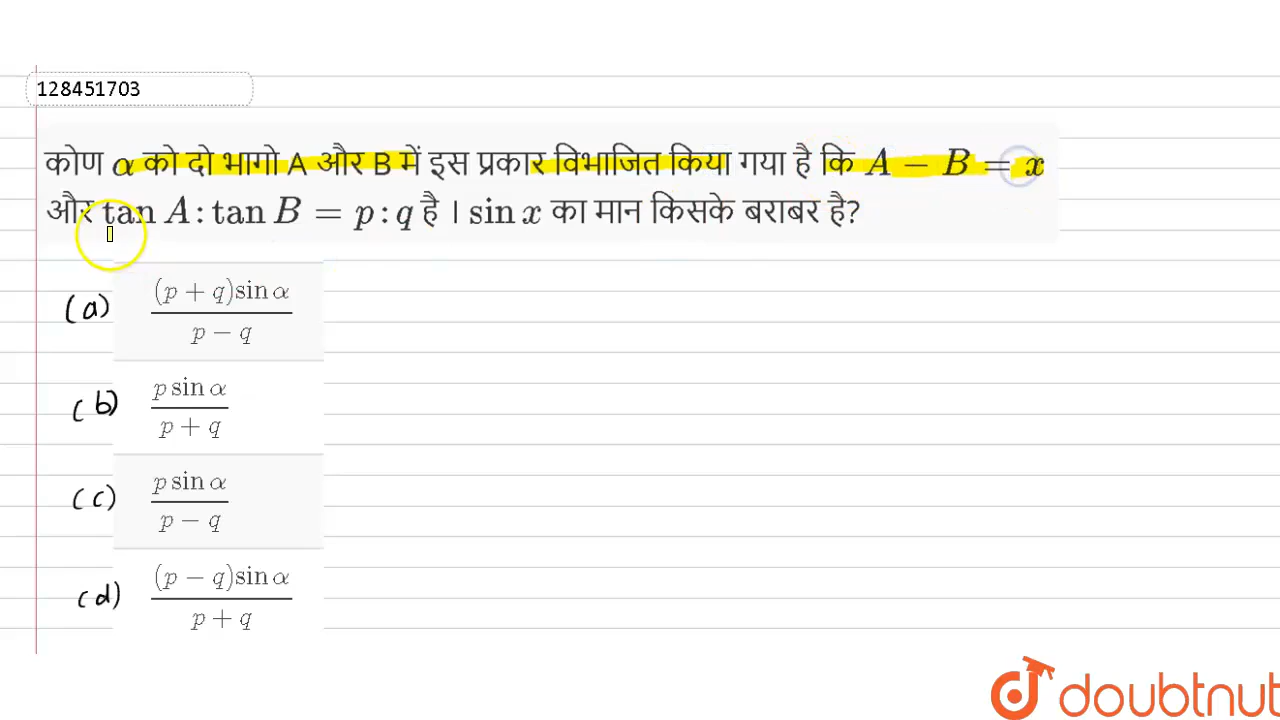 128451703
कोण α को दो भागो A और B में इस प्रकार विभाजित किया गया है कि A − B = x
और tan A : tan B = p : q है । sin x का मान किसके बराबर है?
(a) (p + q)sin α / p − q
(b) p sin α / p + q
(c) p sin α / p − q
(d) (p − q)sin α / p + q
doubtnut